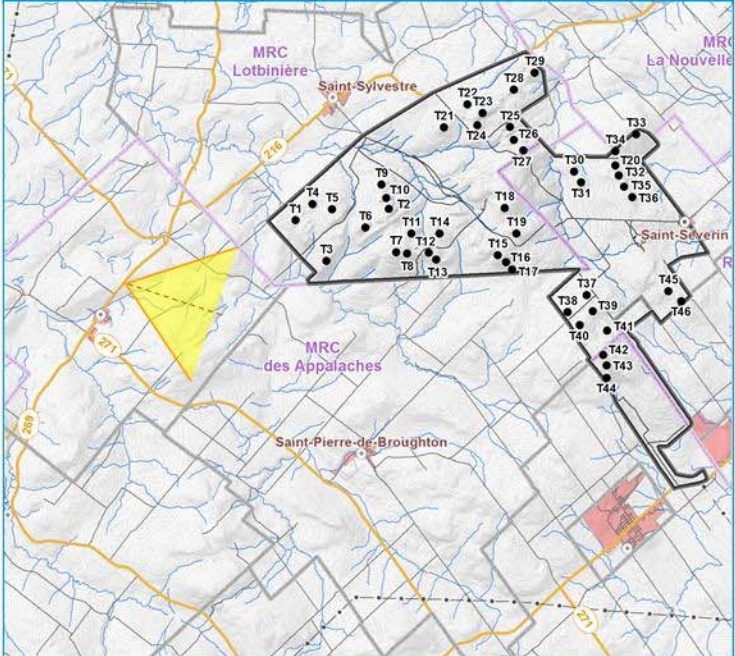 MRC
Lotbinière
MRC
La Nouvelle
Saint-Sylvestre
216
T29
T28
T22
T23
T21
T24
T25
T26
T27
T33
T34
T20
T30
T32
T31
T35
T36
T9
T10
T2
T4
T5
T1
T6
T18
T11
T14
T19
T7
T12
T8
T13
T3
T15
T16
T17
Saint-Séverin
T37
T38
T39
T40
T41
T42
T43
T44
T45
T46
271
MRC
des Appalaches
269
Saint-Pierre-de-Broughton
271